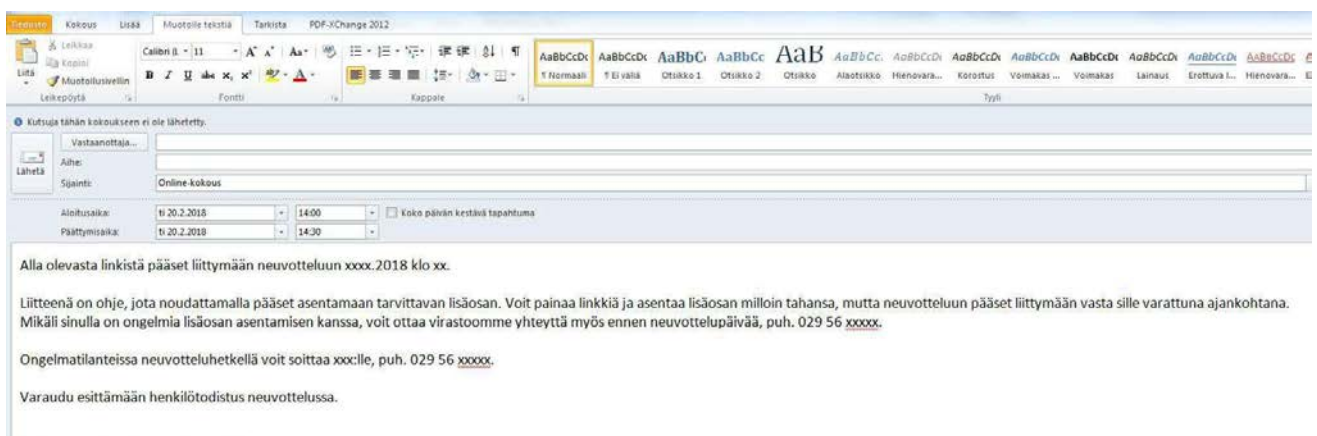 Tiedosto Kokous Lisää Muotoile tekstiä Tarkista PDF-XChange 2012
Liitä
Leikkaa
Kopioi
Muotoilusivellin
Leikepöytä
Calibri (L 11
Fontti
Kappale
AaBbCcDc AaBbCcDc AaBbC AaBbCc AaB AaBbCc. AaBbCcDc AaBbCcDc AaBbCcDc AaBbCcDc AaBbCcDc AaBbCcDc AaBbCcDc
¶ Normaali ¶ Ei väliä Otsikko 1 Otsikko 2 Otsikko Alaotsikko Hienovara... Korostus Voimakas ... Voimakas Lainaus Erottuva l... Hienovara...
Tyyli
Kutsuja tähän kokoukseen ei ole lähetetty.
Lähetä
Vastaanottaja...
Aihe:
Sijainti: Online-kokous
Aloitusaika: ti 20.2.2018 14:00 Koko päivän kestävä tapahtuma
Päättymisaika: ti 20.2.2018 14:30
Alla olevasta linkistä pääset liittymään neuvotteluun xxxx.2018 klo xx.
Liitteenä on ohje, jota noudattamalla pääset asentamaan tarvittavan lisäosan. Voit painaa linkkiä ja asentaa lisäosan milloin tahansa, mutta neuvotteluun pääset liittymään vasta sille varattuna ajankohtana.
Mikäli sinulla on ongelmia lisäosan asentamisen kanssa, voit ottaa virastoomme yhteyttä myös ennen neuvottelupäivää, puh. 029 56 xxxxx.
Ongelmatilanteissa neuvotteluhetkellä voit soittaa xxx:lle, puh. 029 56 xxxxx.
Varaudu esittämään henkilötodistus neuvottelussa.